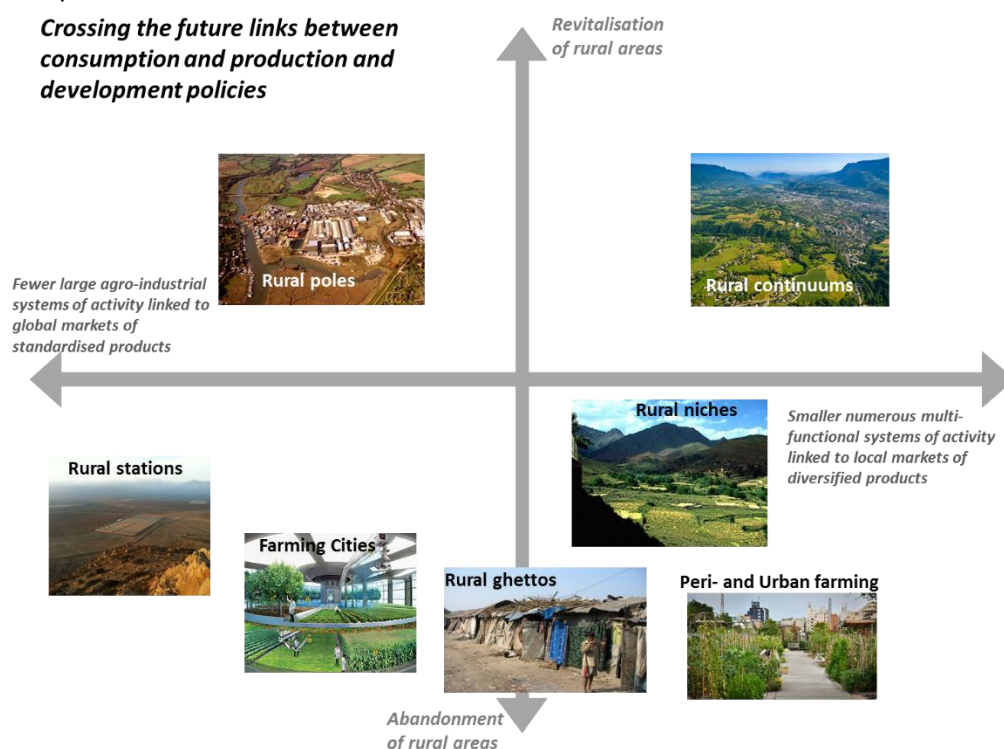 Crossing the future links between
consumption and production and
development policies
Revitalisation
of rural areas
Rural poles
Rural continuums
Fewer large agro-industrial
systems of activity linked to
global markets of
standardised products
Rural niches
Smaller numerous multi-
functional systems of activity
linked to local markets of
diversified products
Rural stations
Farming Cities
Rural ghettos
Peri- and Urban farming
Abandonment
of rural areas